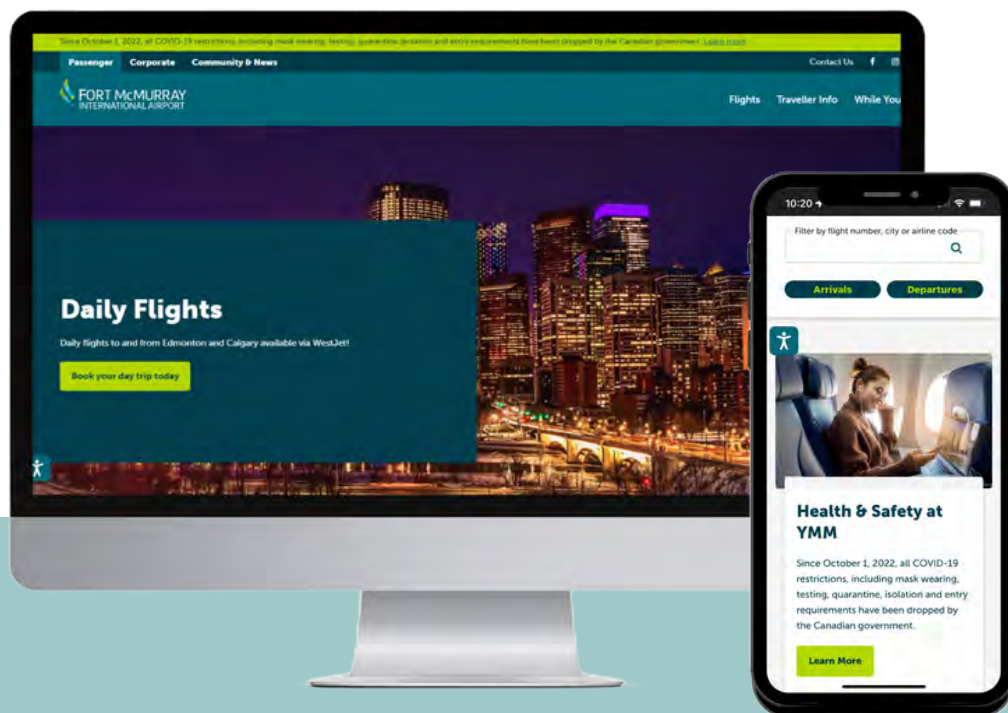 Since October 1, 2022, all COVID-19 restrictions, including mask wearing, testing, quarantine, isolation and entry requirements have been dropped by the Canadian government. Learn more
Passenger Corporate Community & News Contact Us
FORT McMURRAY
INTERNATIONAL AIRPORT
Flights Traveller Info While You
Daily Flights
Daily flights to and from Edmonton and Calgary available via WestJet!
Book your day trip today
10:20
Filter by flight number, city or airline code
Arrivals Departures
Health & Safety at
YMM
Since October 1, 2022, all COVID-19
restrictions, including mask wearing,
testing, quarantine, isolation and entry
requirements have been dropped by
the Canadian government.
Learn More